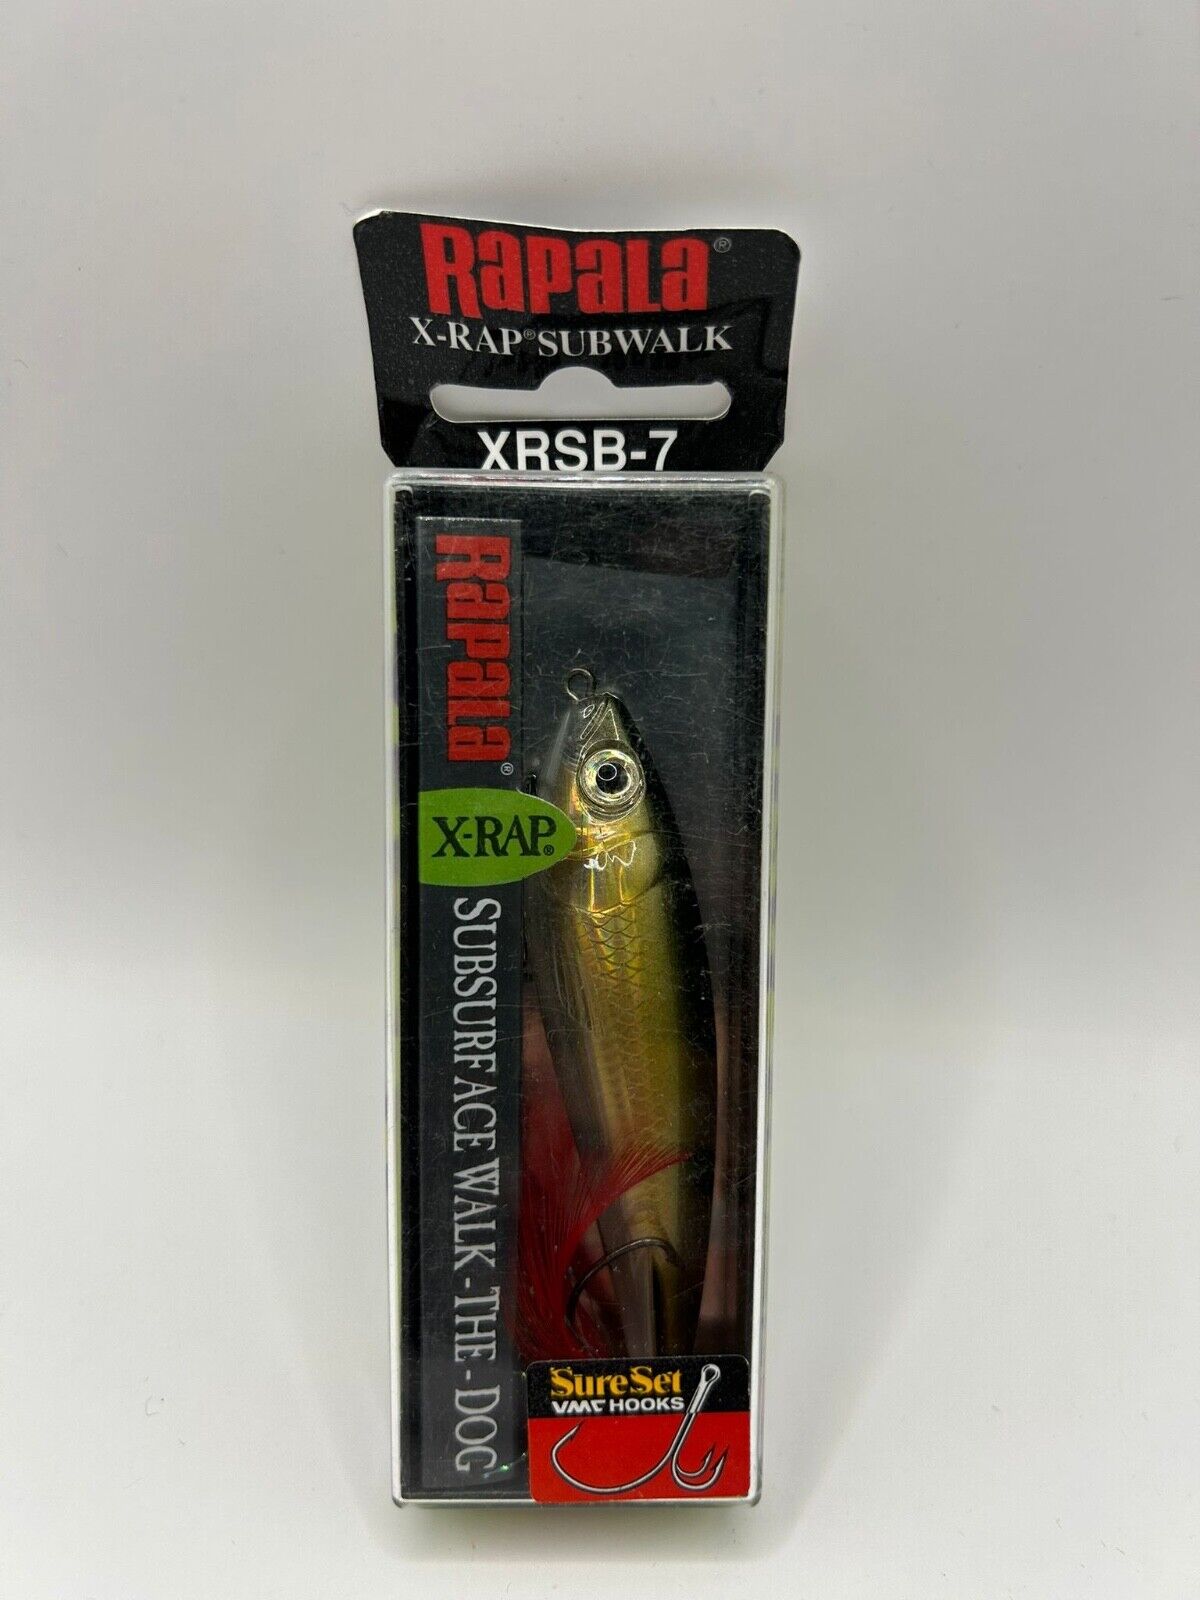 RAPALA®
X-RAP® SUBWALK
XRSB-7
RAPALA®
X-RAP®
SUBSURFACE WALK-THE-DOG
SureSet
VMC HOOKS